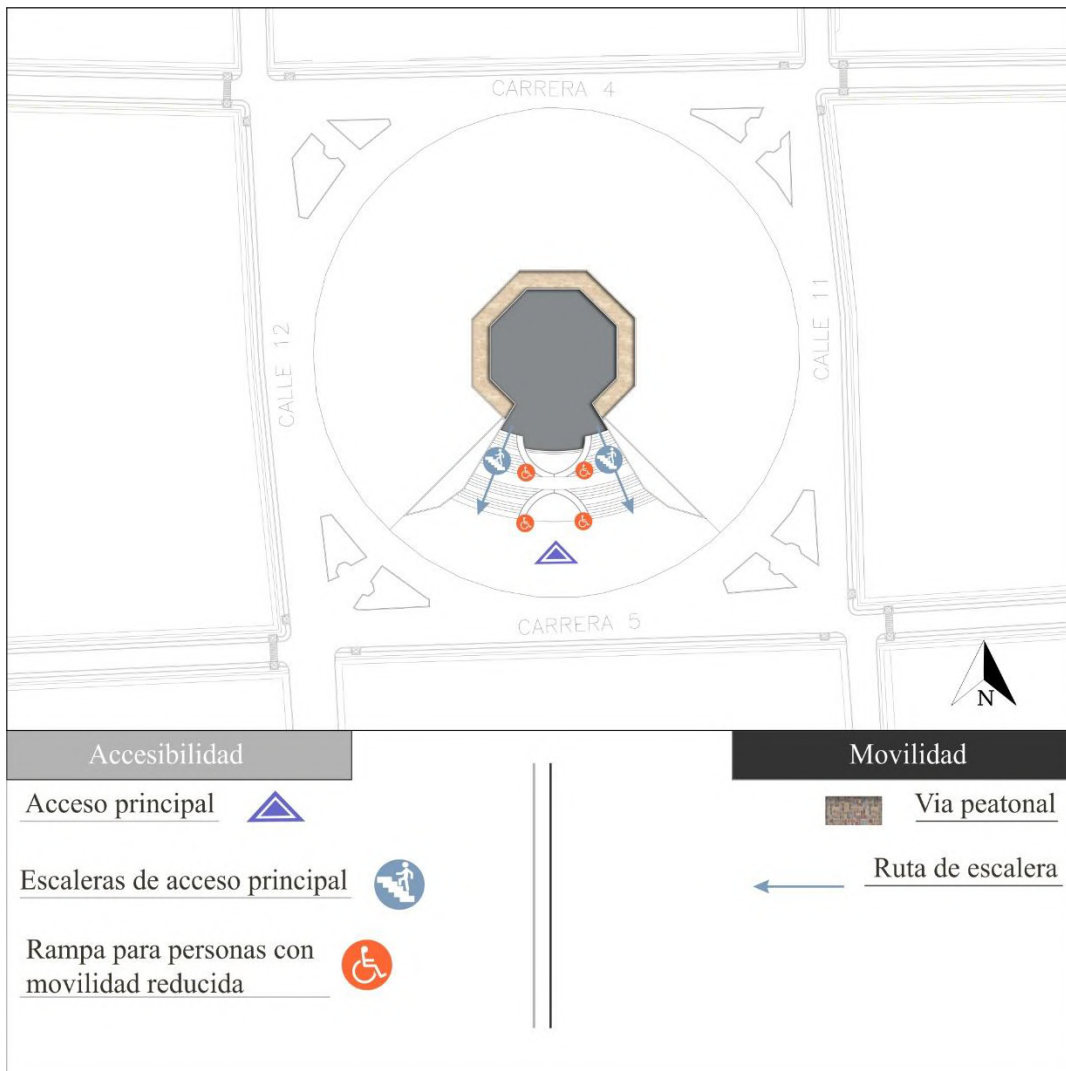 CARRERA 4
CALLE 11
CALLE 12
CARRERA 5
N
Accesibilidad
Acceso principal
Escaleras de acceso principal
Rampa para personas con
movilidad reducida
Movilidad
Via peatonal
Ruta de escalera